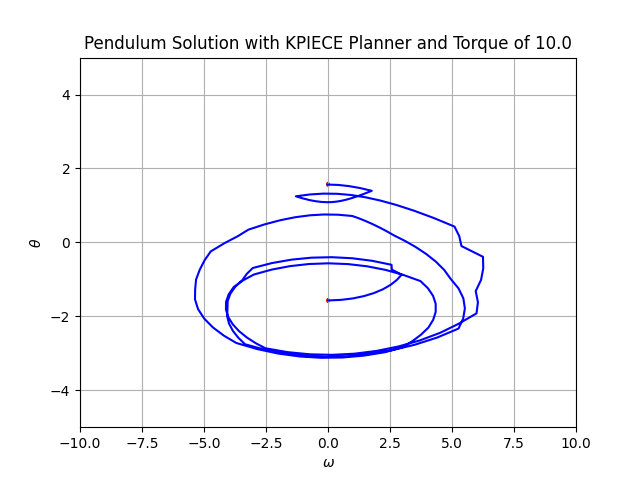 Pendulum Solution with KPIECE Planner and Torque of 10.0
4
2
0
−2
−4
θ
−10.0 −7.5 −5.0 −2.5 0.0 2.5 5.0 7.5 10.0
ω